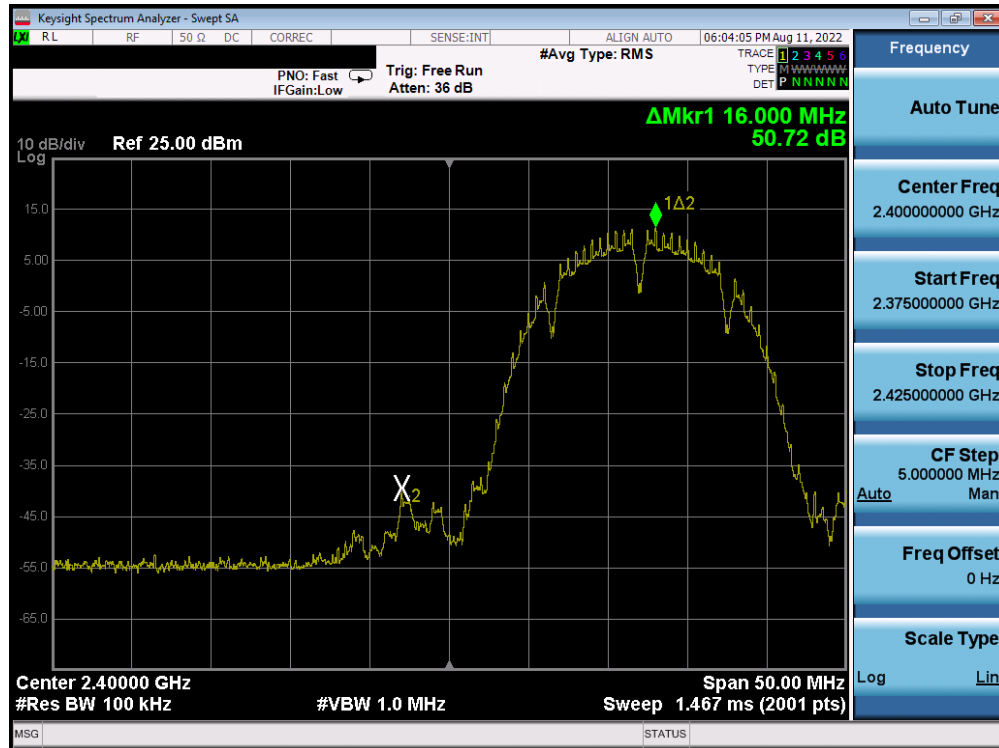 Keysight Spectrum Analyzer - Swept SA
LXI RL RF 50 Ω DC CORREC SENSE:INT ALIGN AUTO 06:04:05 PM Aug 11, 2022
#Avg Type: RMS TRACE 1 2 3 4 5 6
PNO: Fast Trig: Free Run TYPE M WWWWW
IFGain:Low Atten: 36 dB DET P N N N N N
ΔMkr1 16.000 MHz
50.72 dB
10 dB/div Ref 25.00 dBm
Log
15.0
5.00
-5.00
-15.0
-25.0
-35.0
-45.0
-55.0
-65.0
1Δ2
X2
Center 2.40000 GHz Span 50.00 MHz
#Res BW 100 kHz #VBW 1.0 MHz Sweep 1.467 ms (2001 pts)
MSG STATUS
Frequency
Auto Tune
Center Freq
2.400000000 GHz
Start Freq
2.375000000 GHz
Stop Freq
2.425000000 GHz
CF Step
5.000000 MHz
Auto Man
Freq Offset
0 Hz
Scale Type
Log Lin